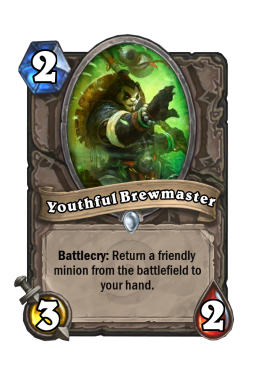 2
Youthful Brewmaster
Battlecry: Return a friendly
minion from the battlefield to
your hand.
3
2